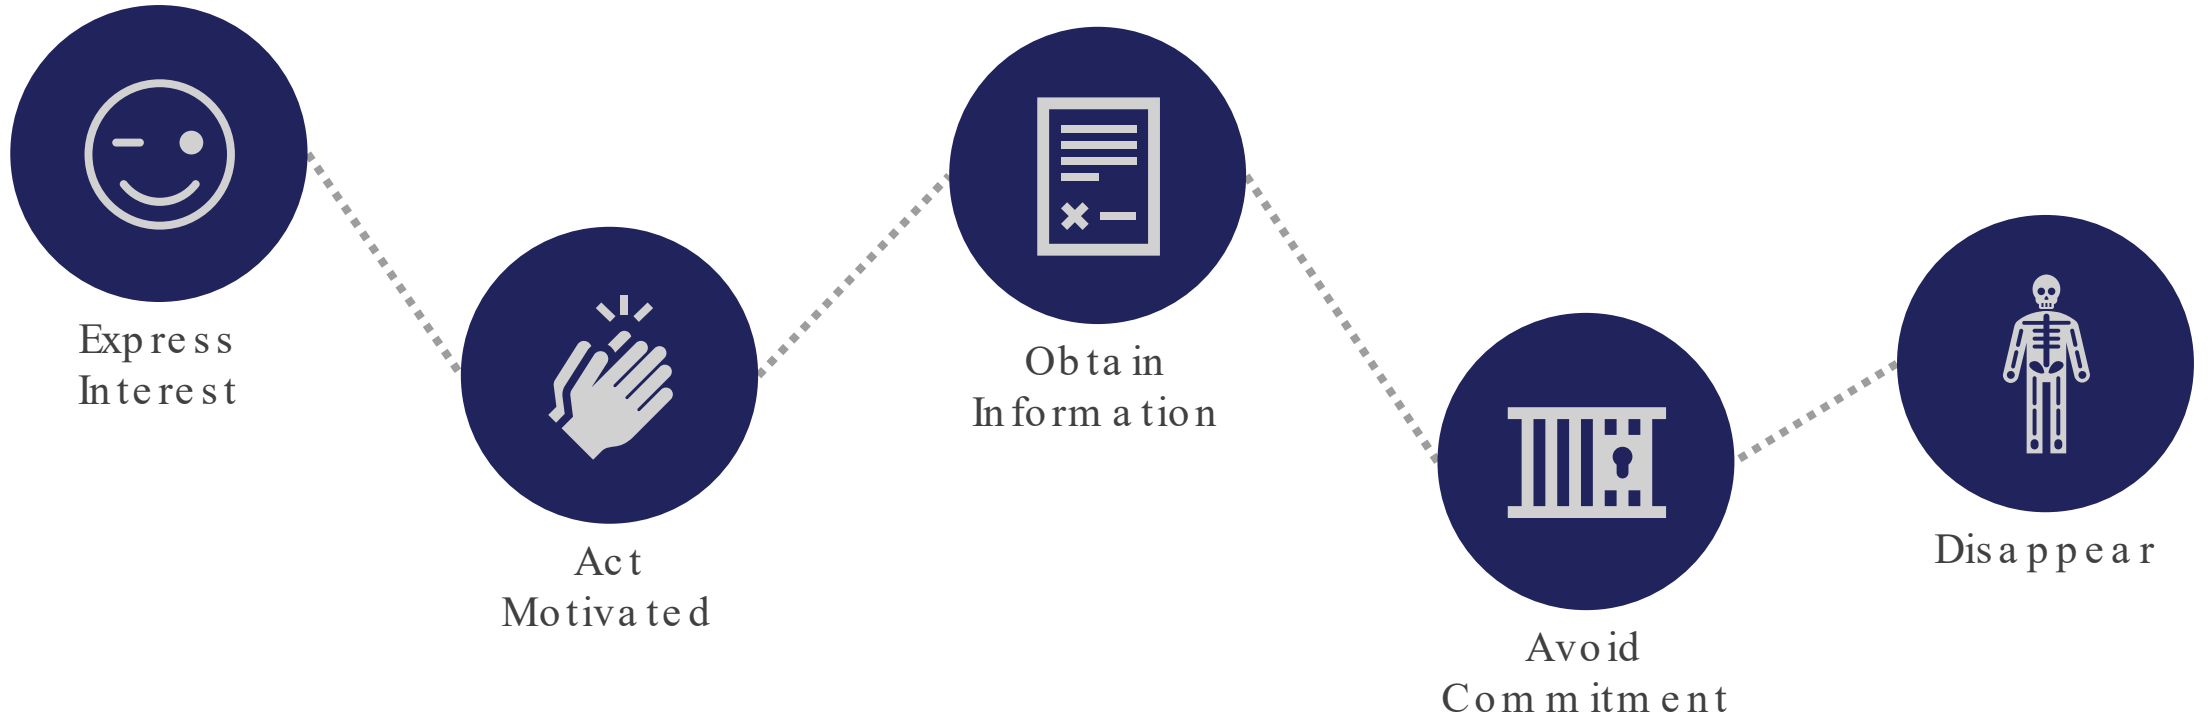 Express
Interest
Act
Motivated
Obtain
Information
Avoid
Commitment
Disappear